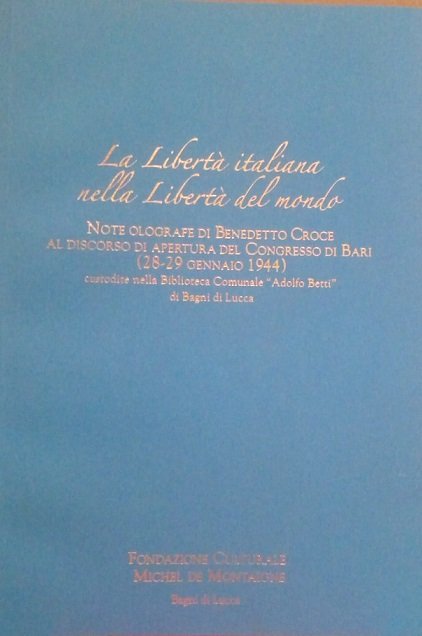 La Libertà italiana
nella Libertà del mondo
Note olografe di Benedetto Croce
al discorso di apertura del Congresso di Bari
(28-29 gennaio 1944)
custodite nella Biblioteca Comunale "Adolfo Betti"
di Bagni di Lucca
Fondazione Culturale
Michel de Montaigne
Bagni di Lucca